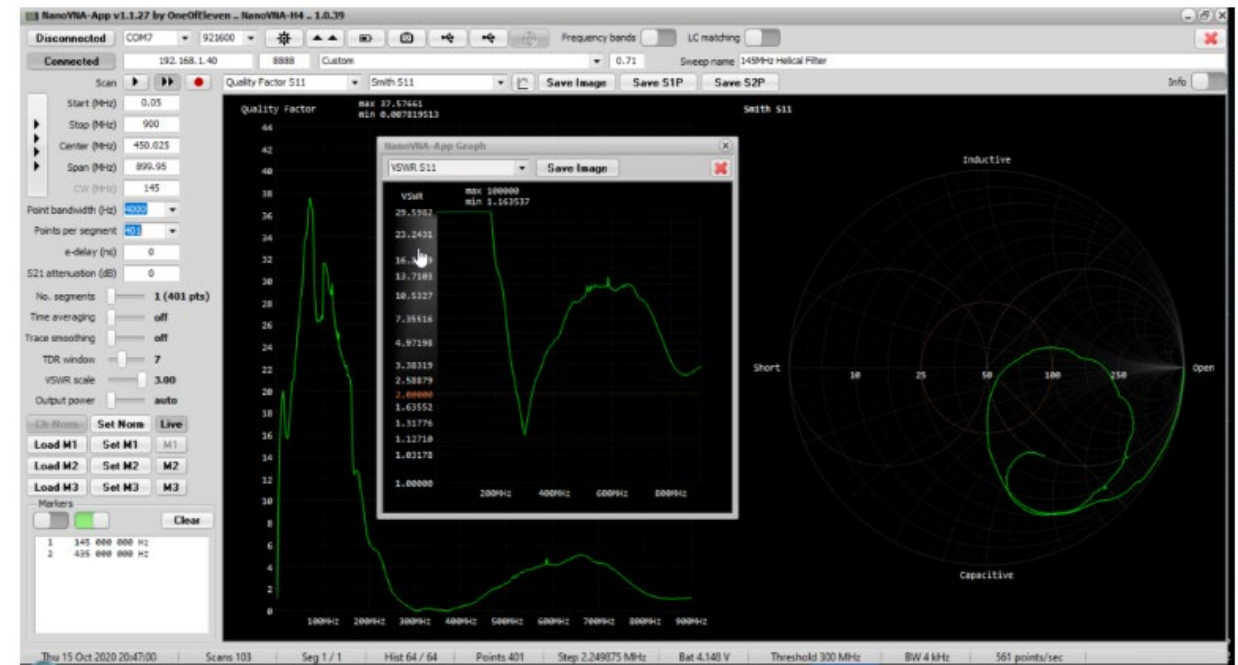 NanoVNA-App v1.1.27 by OneOfEleven .. NanoVNA-H4 .. 1.0.39
Disconnected COM7 921600 Frequency bands LC matching
Connected 192.168.1.40 8888 Custom 0.71 Sweep name 145MHz Helical Filter
Scan Quality Factor S11 Smith S11 Save Image Save S1P Save S2P Info
Start (MHz) 0.05
Stop (MHz) 900
Center (MHz) 450.025
Span (MHz) 899.95
CW (MHz) 145
Point bandwidth (Hz) 4000
Points per segment 401
e-delay (ns) 0
S21 attenuation (dB) 0
No. segments 1 (401 pts)
Time averaging off
Trace smoothing off
TDR window 7
VSWR scale 3.00
Output power auto
Clr Norm Set Norm Live
Load M1 Set M1 M1
Load M2 Set M2 M2
Load M3 Set M3 M3
Markers
Clear
1 145 000 000 Hz
2 435 000 000 Hz
Quality Factor max 37.57661
min 0.007819513
44
42
40
38
36
34
32
30
28
26
24
22
20
18
16
14
12
10
8
6
4
2
0
100MHz 200MHz 300MHz 400MHz 500MHz 600MHz 700MHz 800MHz 900MHz
NanoVNA-App Graph
VSWR S11 Save Image
VSWR max 100000
min 1.163537
29.5982
23.2431
13.7103
10.5327
7.35516
4.97198
3.38319
2.58879
2.00000
1.63552
1.31776
1.12710
1.03178
1.00000
200MHz 400MHz 600MHz 800MHz
Smith S11
Inductive
Short 10 25 50 100 250 Open
Capacitive
Thu 15 Oct 2020 20:47:00 Scans 103 Seg 1 / 1 Hist 64 / 64 Points 401 Step 2.249875 MHz Bat 4.148 V Threshold 300 MHz BW 4 kHz 561 points/sec